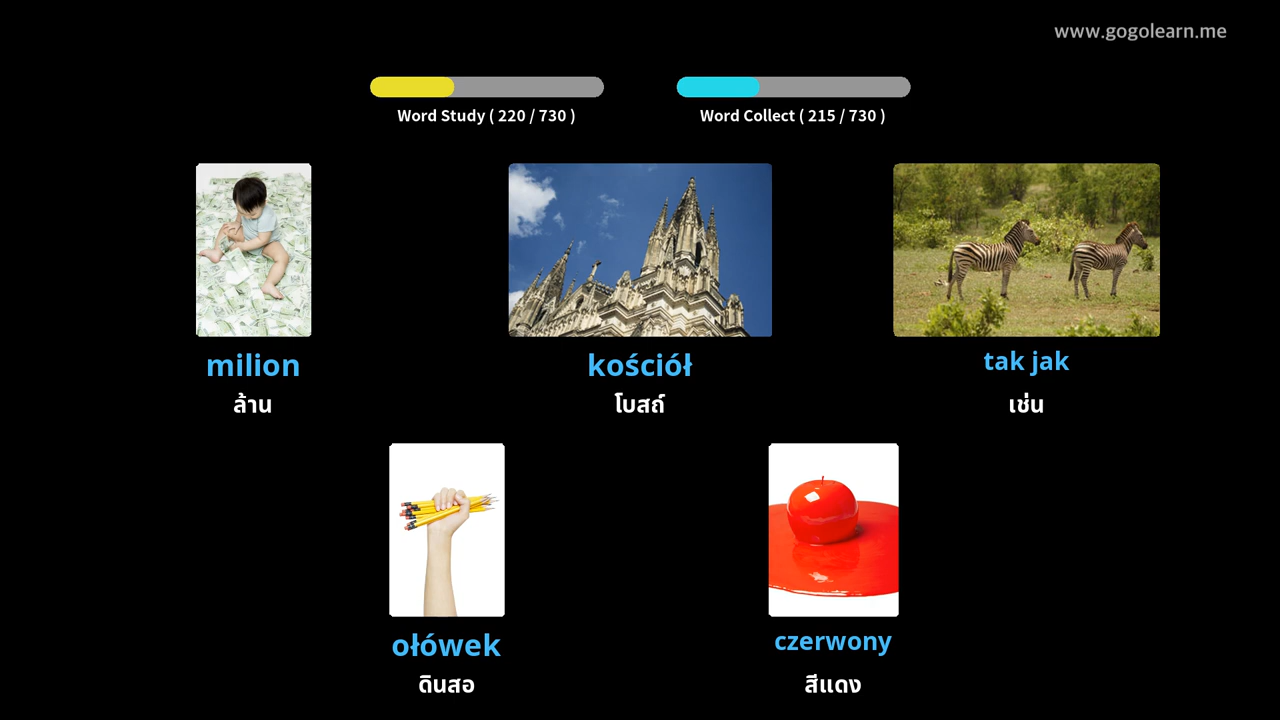 www.gogolearn.me
Word Study ( 220 / 730 )
Word Collect ( 215 / 730 )
milion
ล้าน
kościół
โบสถ์
tak jak
เช่น
ołówek
ดินสอ
czerwony
สีแดง